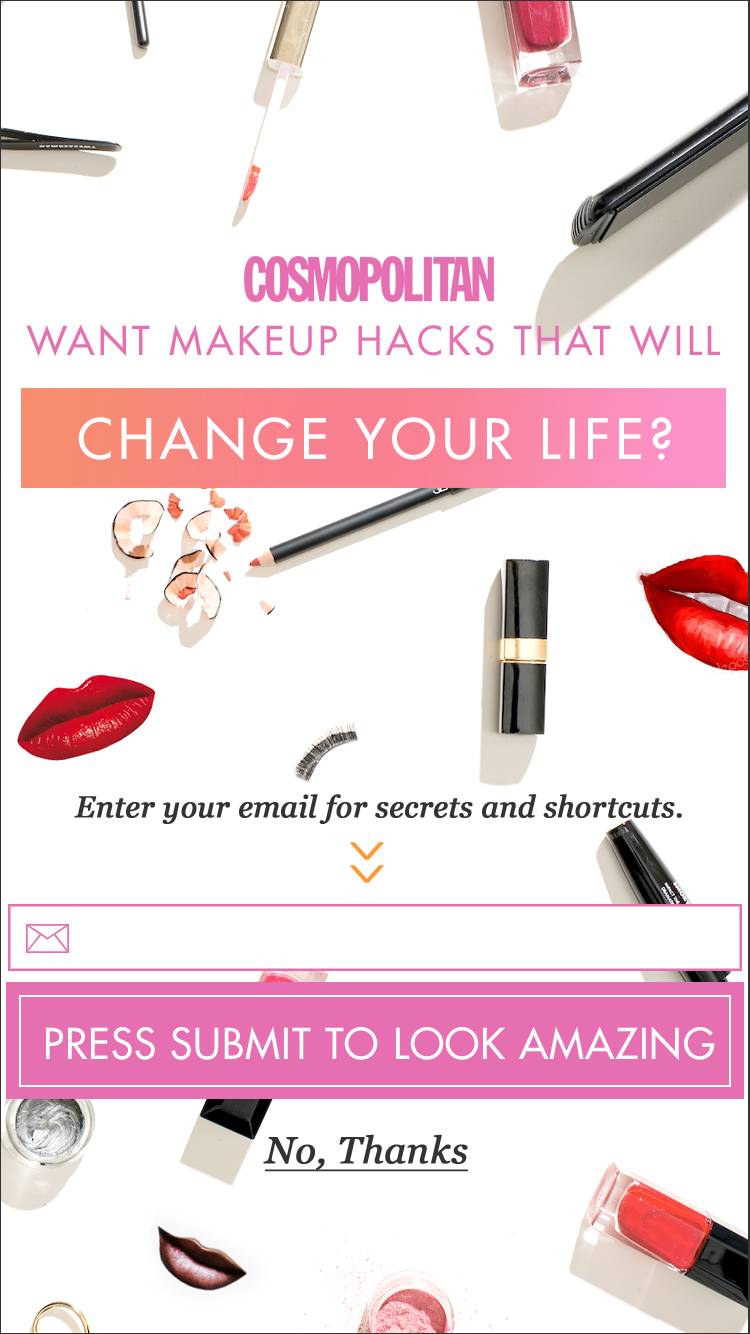 COSMOPOLITAN
WANT MAKEUP HACKS THAT WILL
CHANGE YOUR LIFE?
Enter your email for secrets and shortcuts.
PRESS SUBMIT TO LOOK AMAZING
No, Thanks